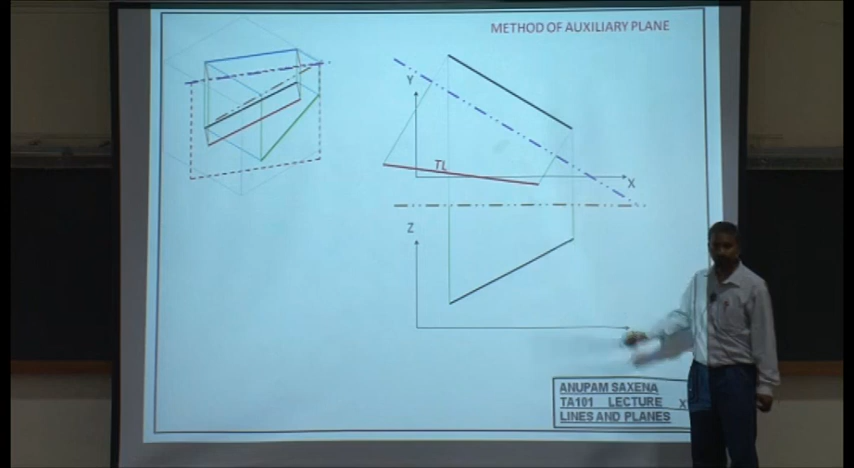 METHOD OF AUXILIARY PLANE
Y
TL
X
Z
ANUPAM SAXENA
TA101 LECTURE
LINES AND PLANES